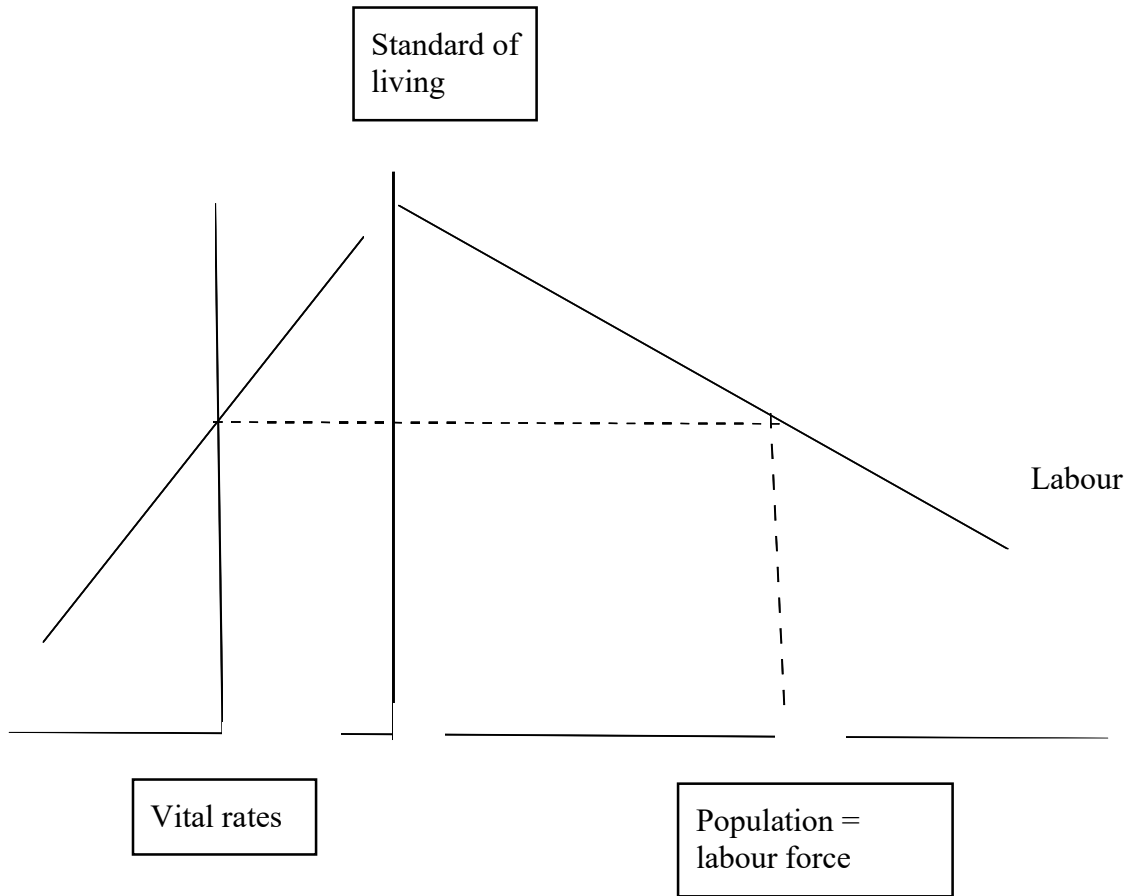 Standard of
living
Labour
Vital rates
Population =
labour force